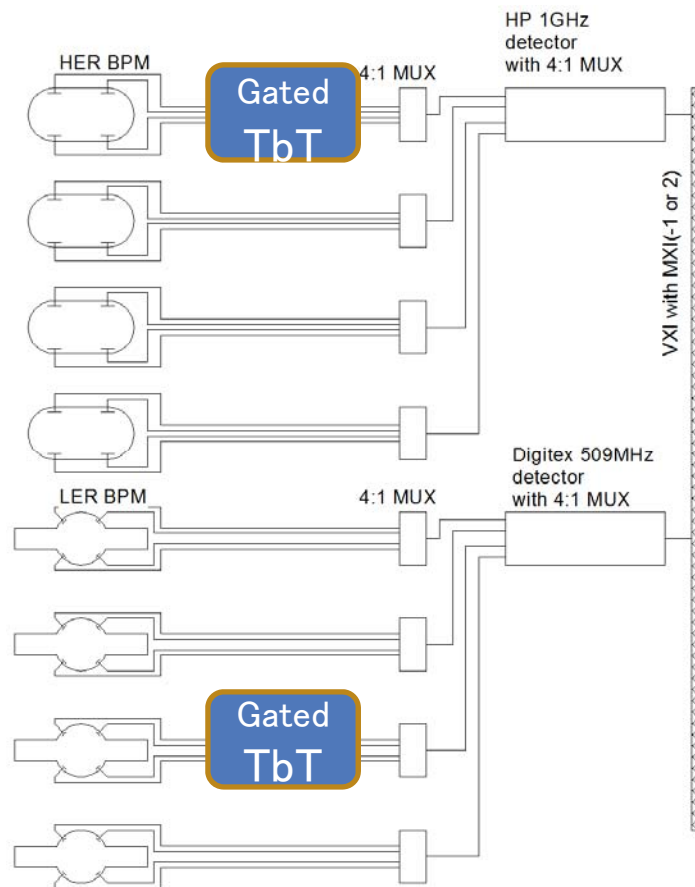 HP 1GHz
detector
with 4:1 MUX
HER BPM
4:1 MUX
Gated
TbT
VXI with MXI(-1 or 2)
Digitex 509MHz
detector
with 4:1 MUX
LER BPM
4:1 MUX
Gated
TbT